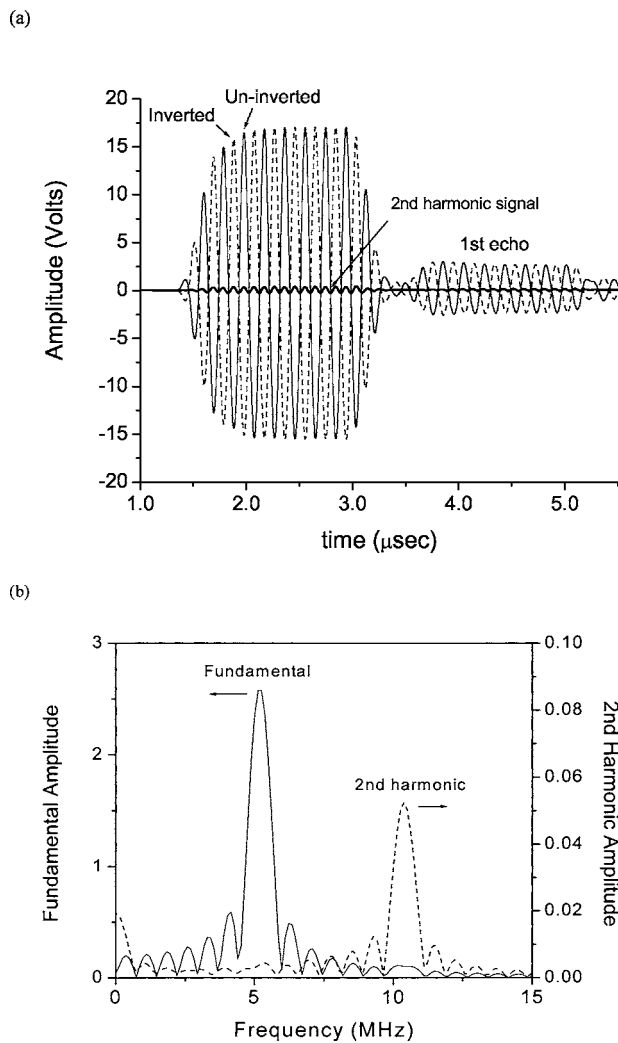 (a)
Un-inverted
Inverted
2nd harmonic signal
1st echo
20
15
10
5
0
-5
-10
-15
-20
Amplitude (Volts)
1.0 2.0 3.0 4.0 5.0
time (μsec)
(b)
3
2
1
0
Fundamental Amplitude
Fundamental
2nd harmonic
0.10
0.08
0.06
0.04
0.02
0.00
2nd Harmonic Amplitude
0 5 10 15
Frequency (MHz)